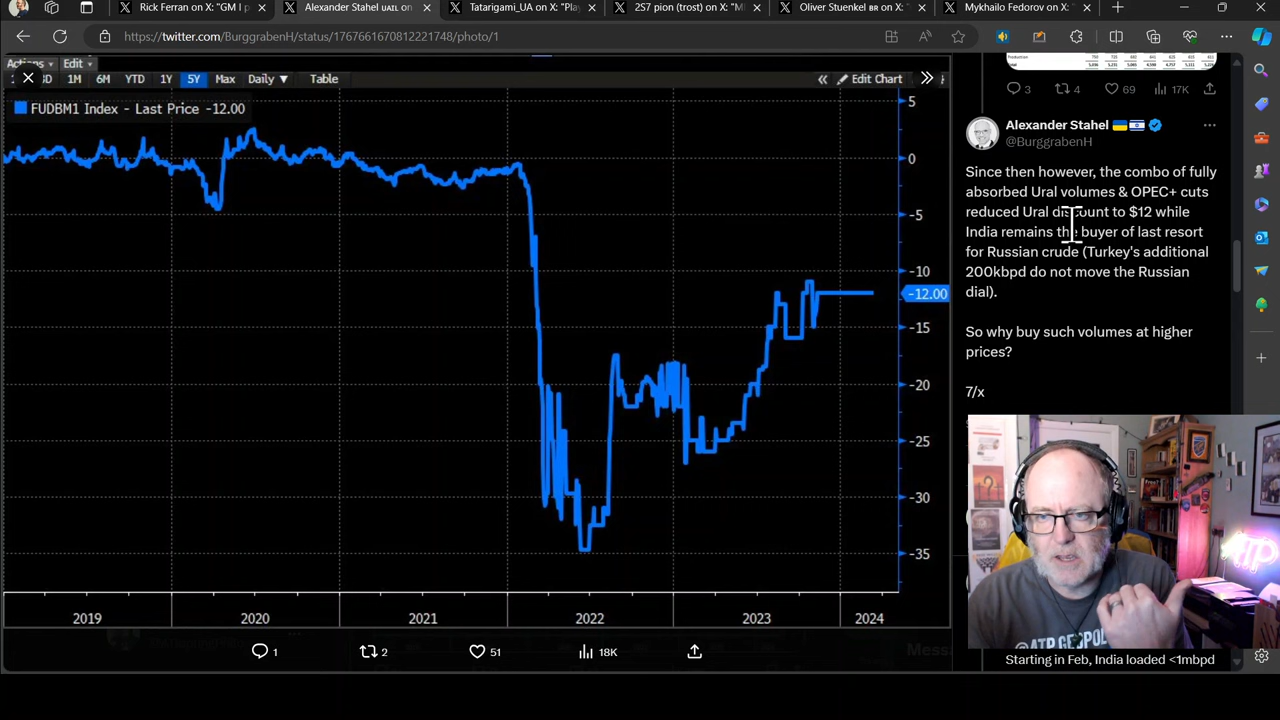 Rick Ferran on X: "GM I p
Alexander Stahel 🇺🇦🇮🇱
Tatarigami_UA on X: "Pla
2S7 pion (trost) on X: "M
Oliver Stuenkel 🇧🇷 on X:
Mykhailo Fedorov on X: "
https://twitter.com/BurggrabenH/status/1767661670812221748/photo/1
Actions Edit
1M 6M YTD 1Y 5Y Max Daily ▼ Table « Edit Chart
FUDBM1 Index - Last Price -12.00
5
0
-5
-10
-12.00
-15
-20
-25
-30
-35
2019 2020 2021 2022 2023 2024
1 2 51 18K
Production
Total
3 4 69 17K
Alexander Stahel 🇺🇦🇮🇱
@BurggrabenH
Since then however, the combo of fully
absorbed Ural volumes & OPEC+ cuts
reduced Ural discount to $12 while
India remains the buyer of last resort
for Russian crude (Turkey's additional
200kbpd do not move the Russian
dial).
So why buy such volumes at higher
prices?
7/x
@ATP GEOPOL
Starting in Feb, India loaded <1mbpd